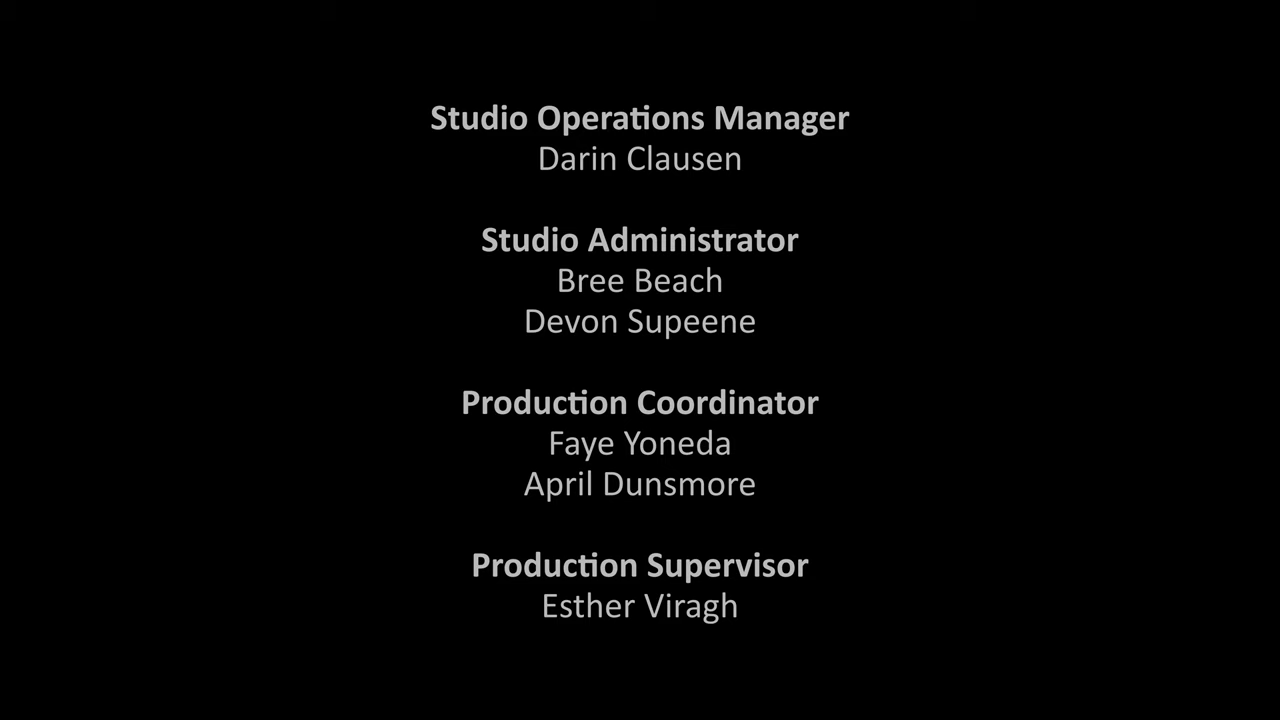 Studio Operations Manager
Darin Clausen
Studio Administrator
Bree Beach
Devon Supeene
Production Coordinator
Faye Yoneda
April Dunsmore
Production Supervisor
Esther Viragh